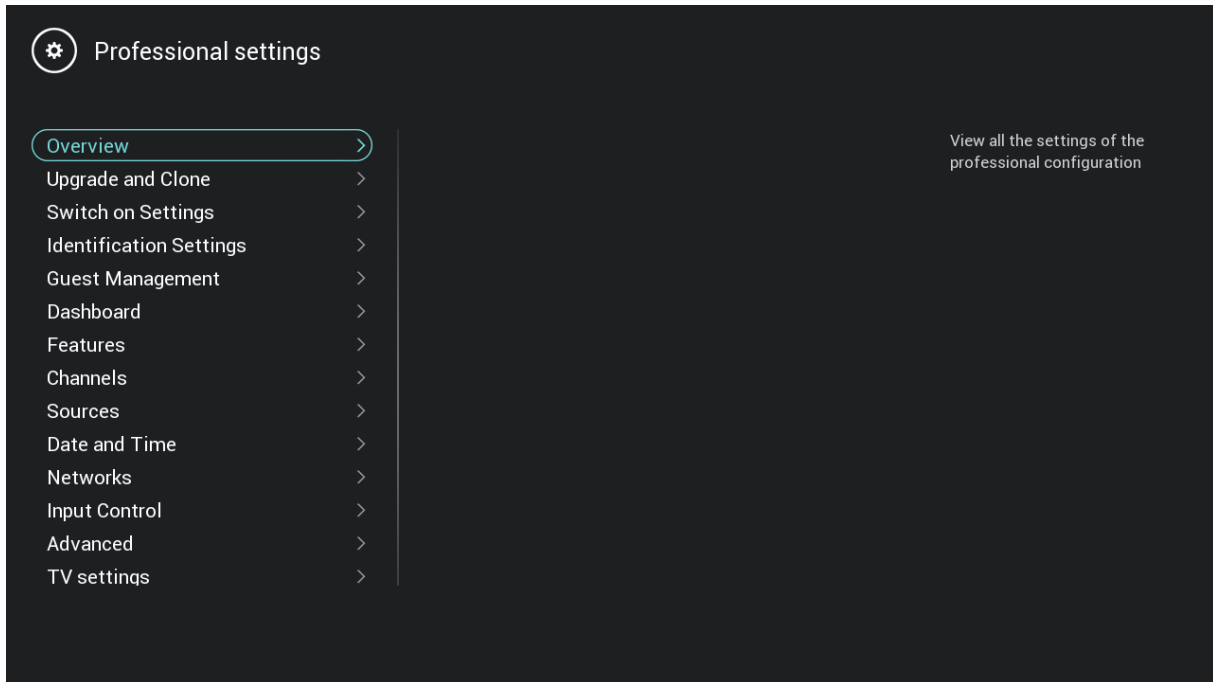 Professional settings
Overview
Upgrade and Clone
Switch on Settings
Identification Settings
Guest Management
Dashboard
Features
Channels
Sources
Date and Time
Networks
Input Control
Advanced
TV settings
View all the settings of the
professional configuration